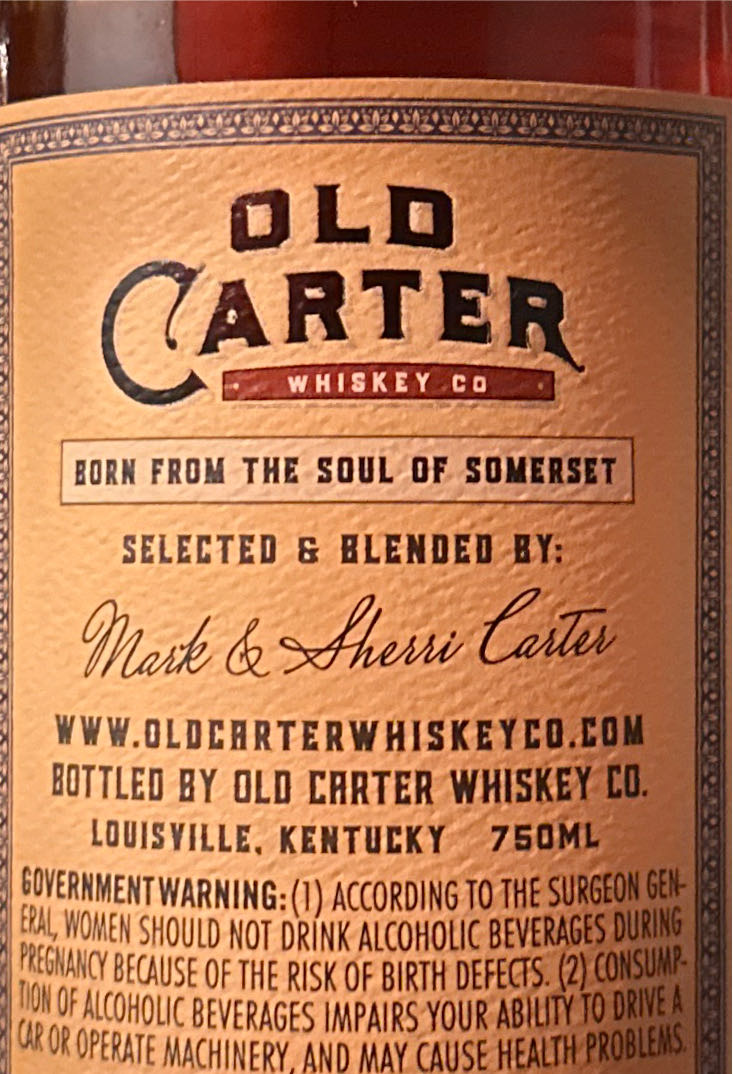 OLD
CARTER
WHISKEY CO
BORN FROM THE SOUL OF SOMERSET
SELECTED & BLENDED BY:
Mark & Sherri Carter
WWW.OLDCARTERWHISKEYCO.COM
BOTTLED BY OLD CARTER WHISKEY CO.
LOUISVILLE, KENTUCKY 750ML
GOVERNMENT WARNING: (1) ACCORDING TO THE SURGEON GEN-
ERAL, WOMEN SHOULD NOT DRINK ALCOHOLIC BEVERAGES DURING
PREGNANCY BECAUSE OF THE RISK OF BIRTH DEFECTS. (2) CONSUMP-
TION OF ALCOHOLIC BEVERAGES IMPAIRS YOUR ABILITY TO DRIVE A
CAR OR OPERATE MACHINERY, AND MAY CAUSE HEALTH PROBLEMS.